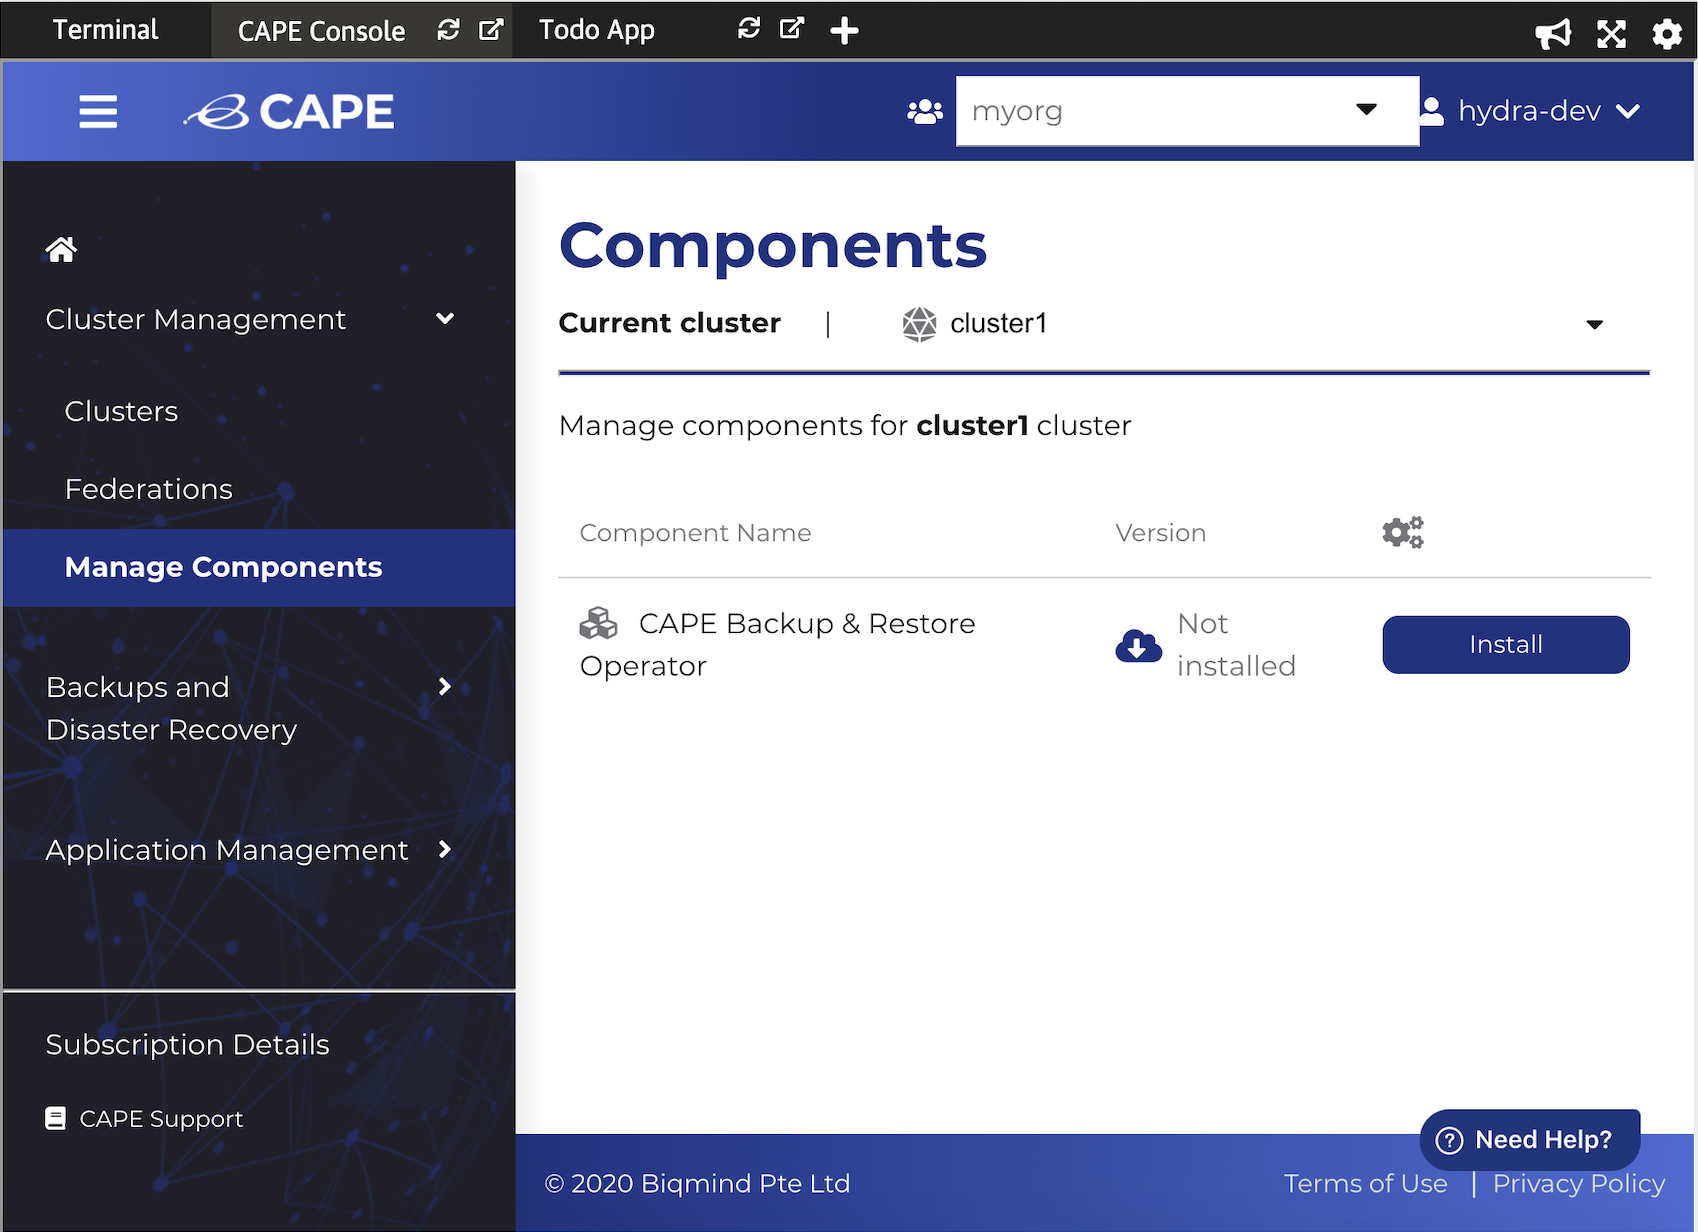 Terminal
CAPE Console
Todo App
CAPE
myorg
hydra-dev
Cluster Management
Clusters
Federations
Manage Components
Backups and
Disaster Recovery
Application Management
Subscription Details
CAPE Support
Components
Current cluster | cluster1
Manage components for cluster1 cluster
Component Name Version
CAPE Backup & Restore
Operator
Not
installed
Install
? Need Help?
© 2020 Biqmind Pte Ltd
Terms of Use | Privacy Policy